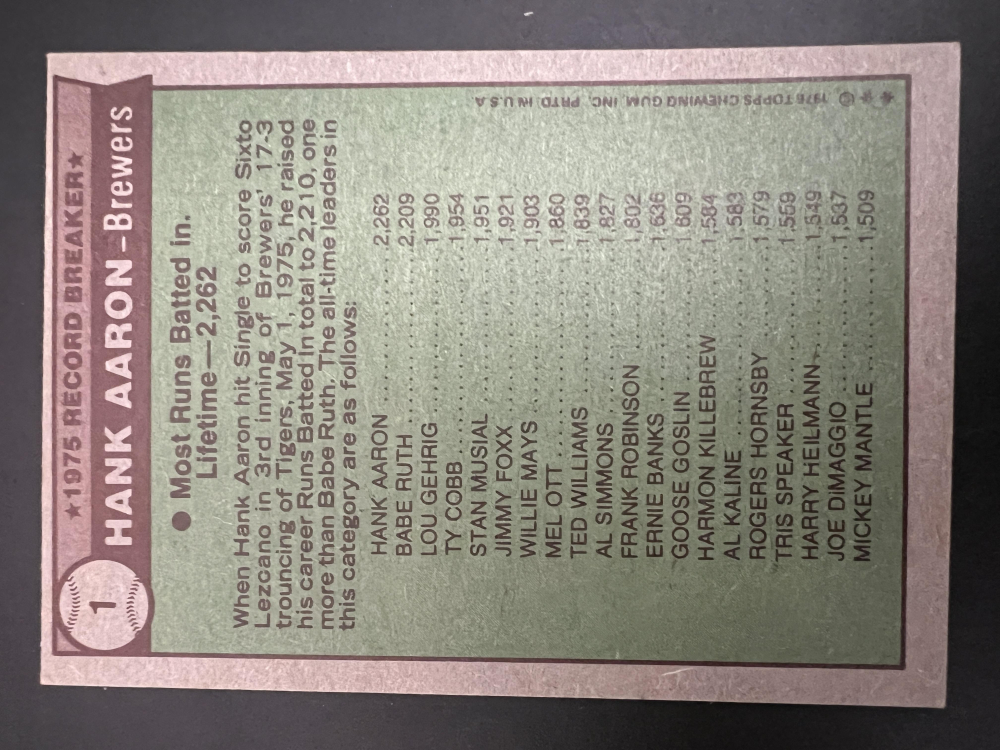 1
★1975 RECORD BREAKER★
HANK AARON-Brewers
● Most Runs Batted in.
Lifetime—2,262
When Hank Aaron hit Single to score Sixto
Lezcano in 3rd inning of Brewers' 17-3
trouncing of Tigers, May 1, 1975, he raised
his career Runs Batted In total to 2,210, one
more than Babe Ruth. The all-time leaders in
this category are as follows:
HANK AARON 2,262
BABE RUTH 2,209
LOU GEHRIG 1,990
TY COBB 1,954
STAN MUSIAL 1,951
JIMMY FOXX 1,921
WILLIE MAYS 1,903
MEL OTT 1,860
TED WILLIAMS 1,839
AL SIMMONS 1,827
FRANK ROBINSON 1,802
ERNIE BANKS 1,636
GOOSE GOSLIN 1,609
HARMON KILLEBREW 1,584
AL KALINE 1,583
ROGERS HORNSBY 1,579
TRIS SPEAKER 1,559
HARRY HEILMANN 1,549
JOE DIMAGGIO 1,537
MICKEY MANTLE 1,509
★★© 1976 TOPPS CHEWING GUM, INC. PRTD. IN U.S.A